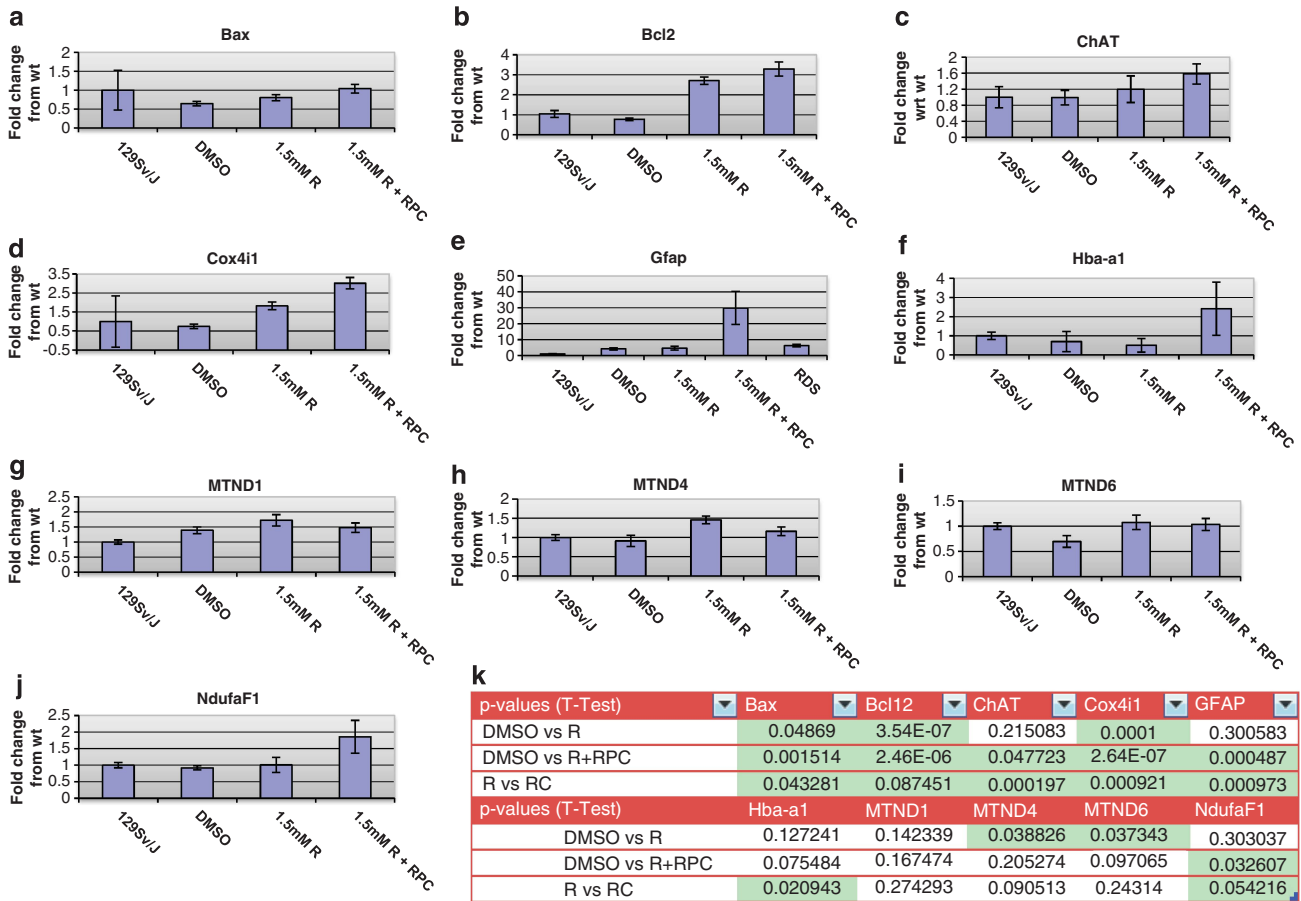 a
Bax
Fold change
from wt
2
1.5
1
0.5
0
129Sv/J
DMSO
1.5mM R
1.5mM R + RPC
b
Bcl2
Fold change
from wt
4
3
2
1
0
129Sv/J
DMSO
1.5mM R
1.5mM R + RPC
c
ChAT
Fold change
wrt wt
2
1.6
1.2
0.8
0.4
0
129Sv/J
DMSO
1.5mM R
1.5mM R + RPC
d
Cox4i1
Fold change
from wt
3.5
2.5
1.5
0.5
-0.5
129Sv/J
DMSO
1.5mM R
1.5mM R + RPC
e
Gfap
Fold change
from wt
50
40
30
20
10
0
129Sv/J
DMSO
1.5mM R
1.5mM R + RPC
RDS
f
Hba-a1
Fold change
from wt
4
3
2
1
0
129Sv/J
DMSO
1.5mM R
1.5mM R + RPC
g
MTND1
Fold change
from wt
2.5
2
1.5
1
0.5
0
129Sv/J
DMSO
1.5mM R
1.5mM R + RPC
h
MTND4
Fold change
from wt
2
1.5
1
0.5
0
129Sv/J
DMSO
1.5mM R
1.5mM R + RPC
i
MTND6
Fold change
from wt
1.5
1
0.5
0
129Sv/J
DMSO
1.5mM R
1.5mM R + RPC
j
NdufaF1
Fold change
from wt
2.5
2
1.5
1
0.5
0
129Sv/J
DMSO
1.5mM R
1.5mM R + RPC
k
p-values (T-Test) Bax Bcl12 ChAT Cox4i1 GFAP
DMSO vs R 0.04869 3.54E-07 0.215083 0.0001 0.300583
DMSO vs R+RPC 0.001514 2.46E-06 0.047723 2.64E-07 0.000487
R vs RC 0.043281 0.087451 0.000197 0.000921 0.000973
p-values (T-Test) Hba-a1 MTND1 MTND4 MTND6 NdufaF1
DMSO vs R 0.127241 0.142339 0.038826 0.037343 0.303037
DMSO vs R+RPC 0.075484 0.167474 0.205274 0.097065 0.032607
R vs RC 0.020943 0.274293 0.090513 0.24314 0.054216